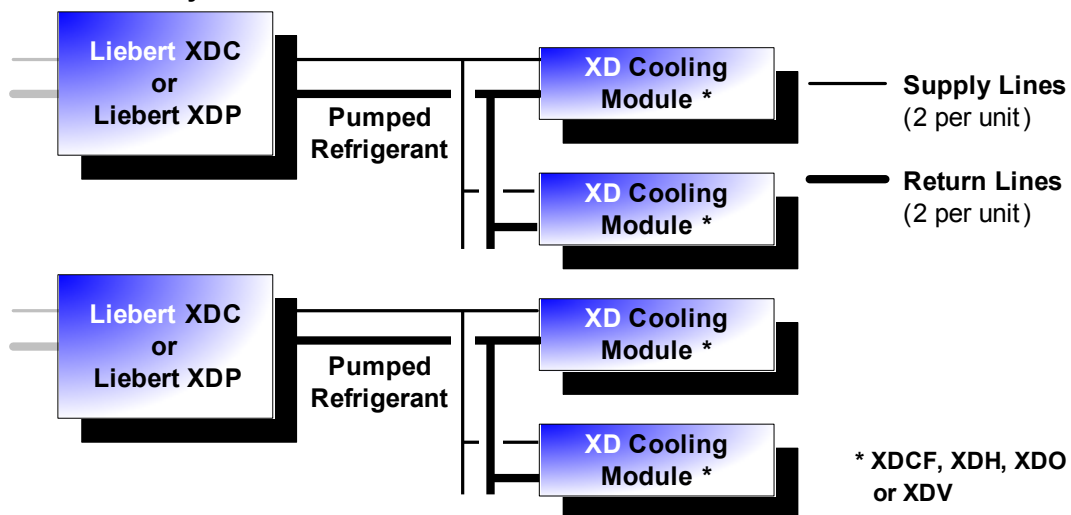 Liebert XDC
or
Liebert XDP
Pumped
Refrigerant
XD Cooling
Module *
XD Cooling
Module *
Supply Lines
(2 per unit)
Return Lines
(2 per unit)
Liebert XDC
or
Liebert XDP
Pumped
Refrigerant
XD Cooling
Module *
XD Cooling
Module *
* XDCF, XDH, XDO
or XDV